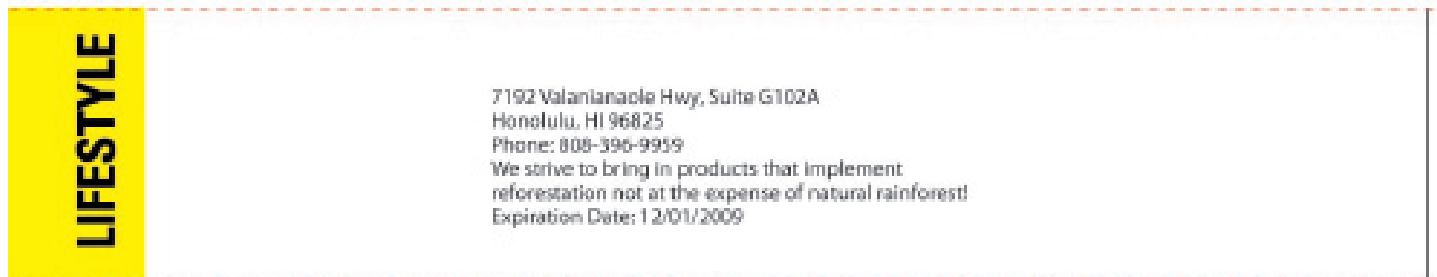 LIFESTYLE
7192 Valanianaole Hwy, Suite G102A
Honolulu, HI 96825
Phone: 808-396-9959
We strive to bring in products that implement
reforestation not at the expense of natural rainforest!
Expiration Date: 12/01/2009